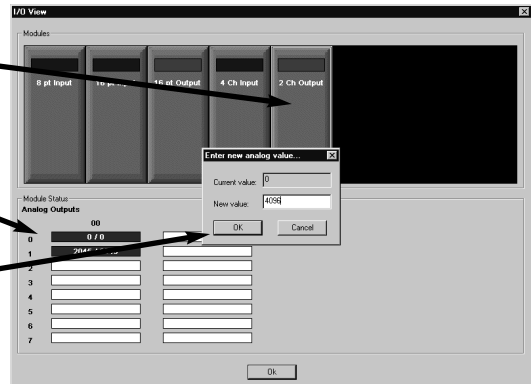 I/O View
Modules
8 pt Input
16 pt Output
4 Ch Input
2 Ch Output
Enter new analog value...
Current value: 0
New value: 4096
OK Cancel
Module Status
Analog Outputs
00
0 0 / 0
1
2
3
4
5
6
7
Ok